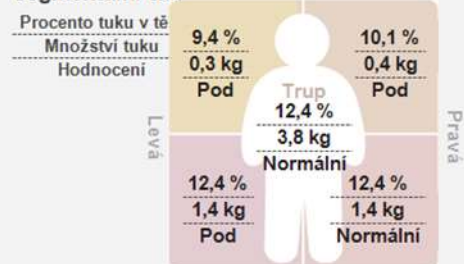 Procento tuku v tě
Množství tuku
Hodnocení
9,4 %
0,3 kg
Pod
10,1 %
0,4 kg
Pod
Levá
Trup
12,4 %
3,8 kg
Normální
Pravá
12,4 %
1,4 kg
Pod
12,4 %
1,4 kg
Normální